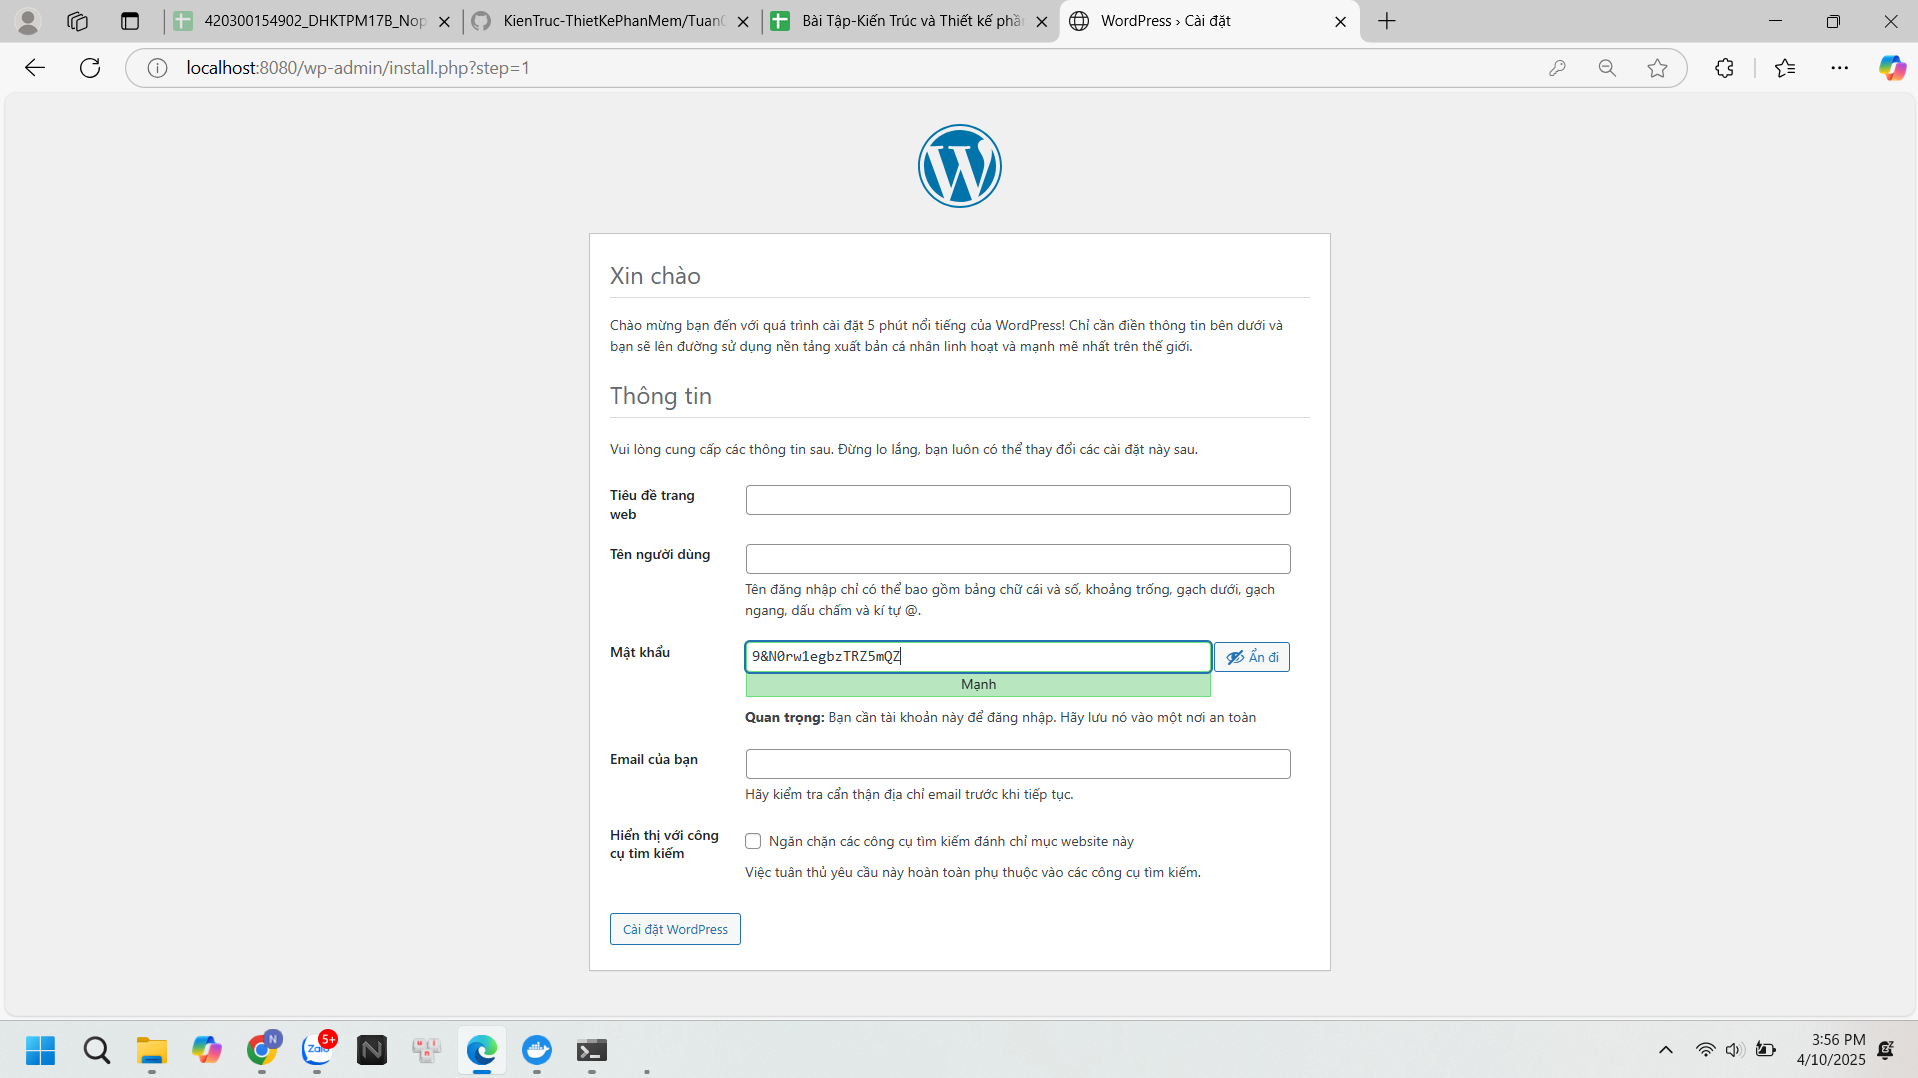 420300154902_DHKTPM17B_Nop
KienTruc-ThietKePhanMem/Tuan
Bài Tập-Kiến Trúc và Thiết kế phần
WordPress › Cài đặt
localhost:8080/wp-admin/install.php?step=1
Xin chào
Chào mừng bạn đến với quá trình cài đặt 5 phút nổi tiếng của WordPress! Chỉ cần điền thông tin bên dưới và
bạn sẽ lên đường sử dụng nền tảng xuất bản cá nhân linh hoạt và mạnh mẽ nhất trên thế giới.
Thông tin
Vui lòng cung cấp các thông tin sau. Đừng lo lắng, bạn luôn có thể thay đổi các cài đặt này sau.
Tiêu đề trang
web
Tên người dùng
Tên đăng nhập chỉ có thể bao gồm bảng chữ cái và số, khoảng trống, gạch dưới, gạch
ngang, dấu chấm và kí tự @.
Mật khẩu
9&N0rw1egbzTRZ5mQZ
Ẩn đi
Mạnh
Quan trọng: Bạn cần tài khoản này để đăng nhập. Hãy lưu nó vào một nơi an toàn
Email của bạn
Hãy kiểm tra cẩn thận địa chỉ email trước khi tiếp tục.
Hiển thị với công
cụ tìm kiếm
Ngăn chặn các công cụ tìm kiếm đánh chỉ mục website này
Việc tuân thủ yêu cầu này hoàn toàn phụ thuộc vào các công cụ tìm kiếm.
Cài đặt WordPress
N
Zalo
5+
N
3:56 PM
4/10/2025